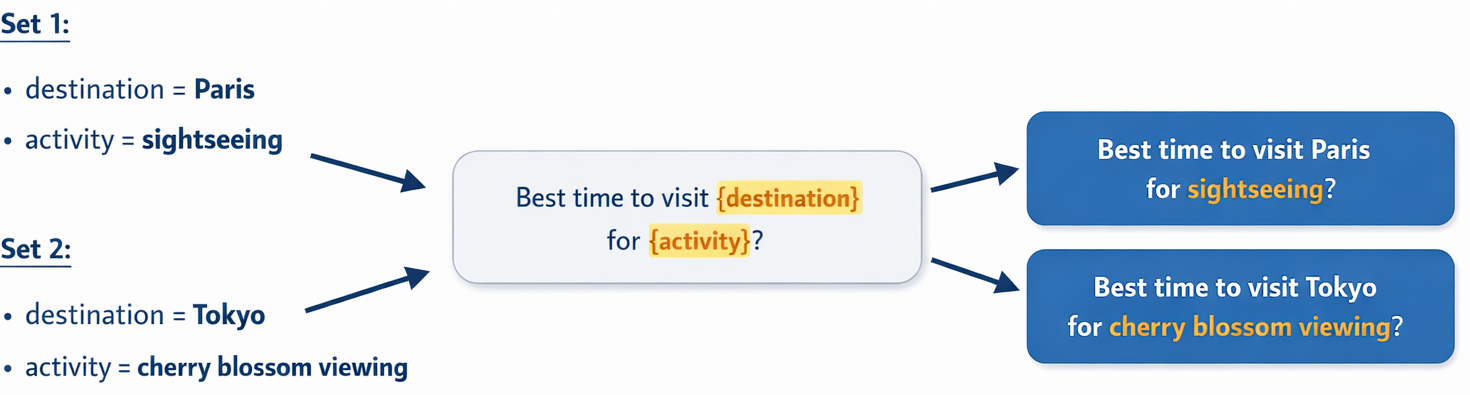 Set 1:
• destination = Paris
• activity = sightseeing
Set 2:
• destination = Tokyo
• activity = cherry blossom viewing
Best time to visit {destination}
for {activity}?
Best time to visit Paris
for sightseeing?
Best time to visit Tokyo
for cherry blossom viewing?